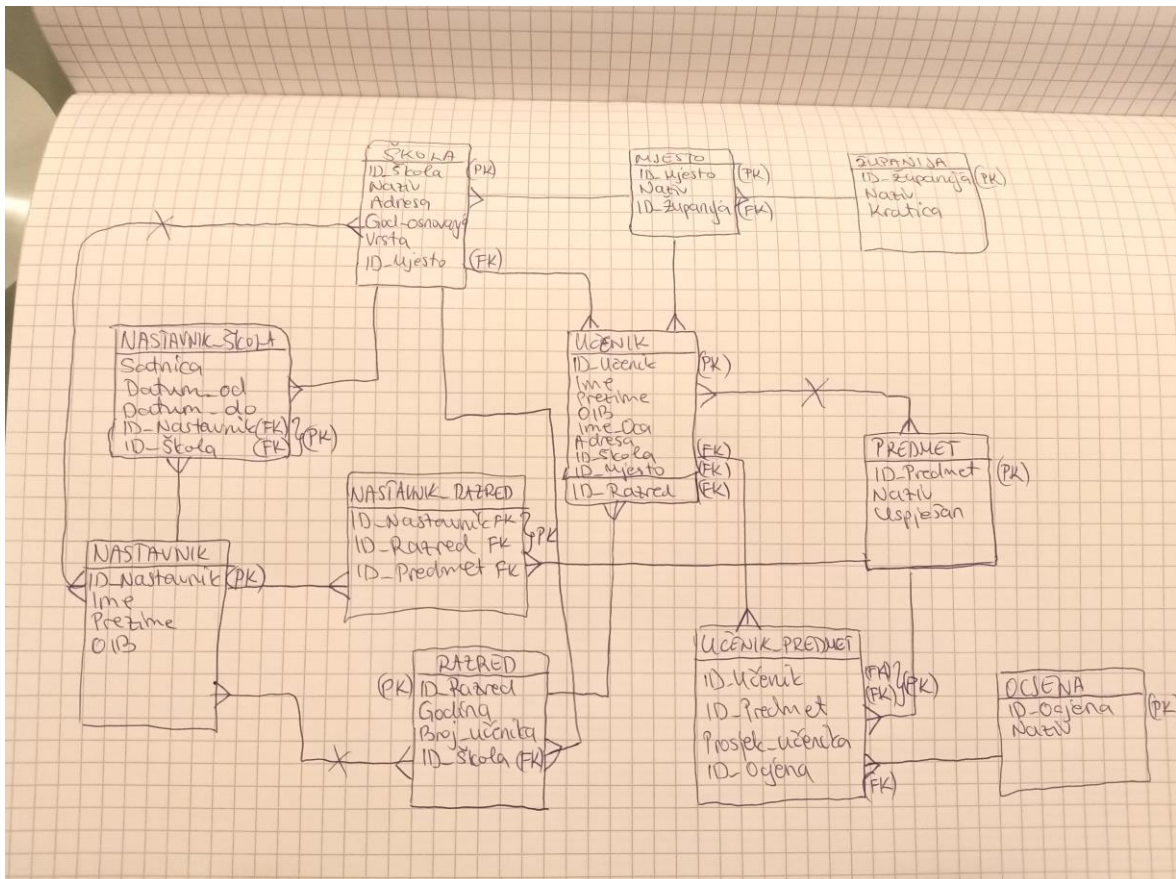 ŠKOLA
ID_Škola (PK)
Naziv
Adresa
God_osnivanja
Vrsta
ID_Mjesto (FK)
MJESTO
ID_Mjesto (PK)
Naziv
ID_Županija (FK)
ŽUPANIJA
ID_Županija (PK)
Naziv
Kratica
NASTAVNIK_ŠKOLA
Satnica
Datum_od
Datum_do
ID_Nastavnik (FK)
ID_Škola (FK) (PK)
UČENIK
ID_Učenik (PK)
Ime
Prezime
OIB
Ime_Oca
Adresa
ID_Škola (FK)
ID_Mjesto (FK)
ID_Razred (FK)
PREDMET
ID_Predmet (PK)
Naziv
Uspješan
NASTAVNIK_RAZRED
ID_Nastavnik FK
ID_Razred FK PK
ID_Predmet FK
NASTAVNIK
ID_Nastavnik (PK)
Ime
Prezime
OIB
RAZRED
(PK) ID_Razred
Godina
Broj_učenika
ID_Škola (FK)
UČENIK_PREDMET
ID_Učenik (FK)
ID_Predmet (FK) (PK)
Prosjek_učenika
ID_Ocjena (FK)
OCJENA
ID_Ocjena (PK)
Naziv